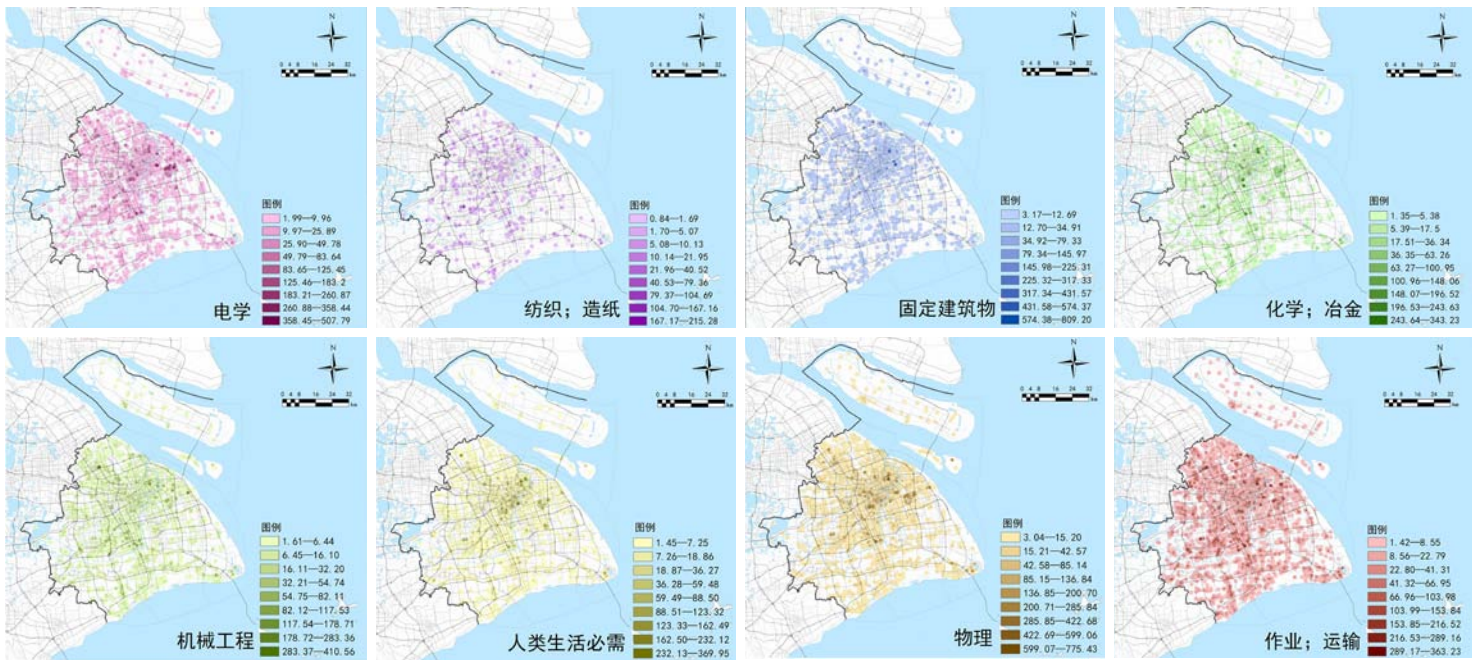 N
0 4 8 16 24 32
km
图例
1.99—9.96
9.97—25.89
25.90—49.78
49.79—83.64
83.65—125.45
125.46—183.2
183.21—260.87
260.88—358.44
358.45—507.79
电学
N
0 4 8 16 24 32
km
图例
0.84—1.69
1.70—5.07
5.08—10.13
10.14—21.95
21.96—40.52
40.53—79.36
79.37—104.69
104.70—167.16
167.17—215.28
纺织；造纸
N
0 4 8 16 24 32
km
图例
3.17—12.69
12.70—34.91
34.92—79.33
79.34—145.97
145.98—225.31
225.32—317.33
317.34—431.57
431.58—574.37
574.38—809.20
固定建筑物
N
0 4 8 16 24 32
km
图例
1.35—5.38
5.39—17.5
17.51—36.34
36.35—63.26
63.27—100.95
100.96—148.06
148.07—196.52
196.53—243.63
243.64—343.23
化学；冶金
N
0 4 8 16 24 32
km
图例
1.61—6.44
6.45—16.10
16.11—32.20
32.21—54.74
54.75—82.11
82.12—117.53
117.54—178.71
178.72—283.36
283.37—410.56
机械工程
N
0 4 8 16 24 32
km
图例
1.45—7.25
7.26—18.86
18.87—36.27
36.28—59.48
59.49—88.50
88.51—123.32
123.33—162.49
162.50—232.12
232.13—369.95
人类生活必需
N
0 4 8 16 24 32
km
图例
3.04—15.20
15.21—42.57
42.58—85.14
85.15—136.84
136.85—200.70
200.71—285.84
285.85—422.68
422.69—599.06
599.07—775.43
物理
N
0 4 8 16 24 32
km
图例
1.42—8.55
8.56—22.79
22.80—41.31
41.32—66.95
66.96—103.98
103.99—153.84
153.85—216.52
216.53—289.16
289.17—363.23
作业；运输